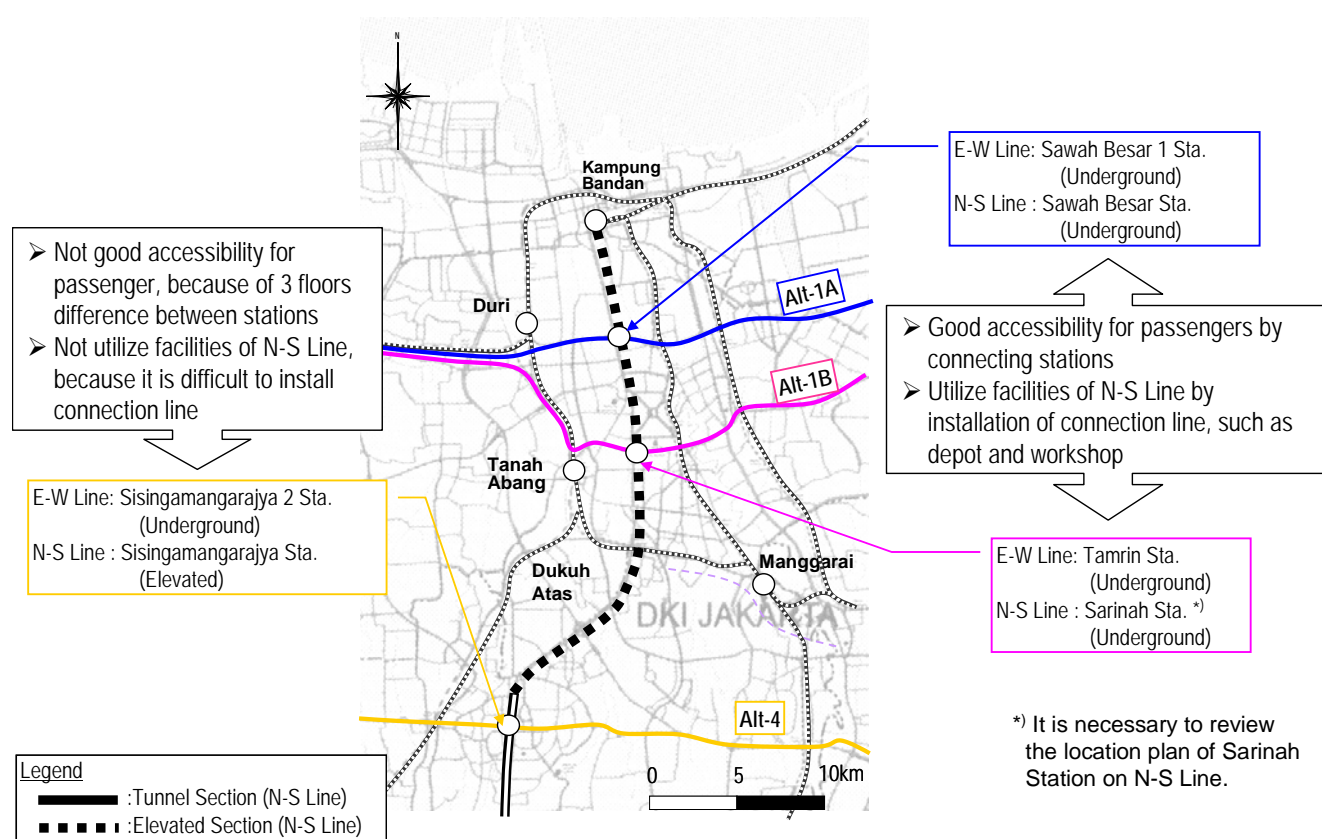 N
Kampung
Bandan
Duri
Alt-1A
Alt-1B
Tanah
Abang
Manggarai
Dukuh
Atas
DKI JAKARTA
Alt-4
0 5 10km
➢ Not good accessibility for
passenger, because of 3 floors
difference between stations
➢ Not utilize facilities of N-S Line,
because it is difficult to install
connection line
E-W Line: Sisingamangarajya 2 Sta.
(Underground)
N-S Line : Sisingamangarajya Sta.
(Elevated)
E-W Line: Sawah Besar 1 Sta.
(Underground)
N-S Line : Sawah Besar Sta.
(Underground)
➢ Good accessibility for passengers by
connecting stations
➢ Utilize facilities of N-S Line by
installation of connection line, such as
depot and workshop
E-W Line: Tamrin Sta.
(Underground)
N-S Line : Sarinah Sta. *)
(Underground)
*) It is necessary to review
the location plan of Sarinah
Station on N-S Line.
Legend
:Tunnel Section (N-S Line)
:Elevated Section (N-S Line)